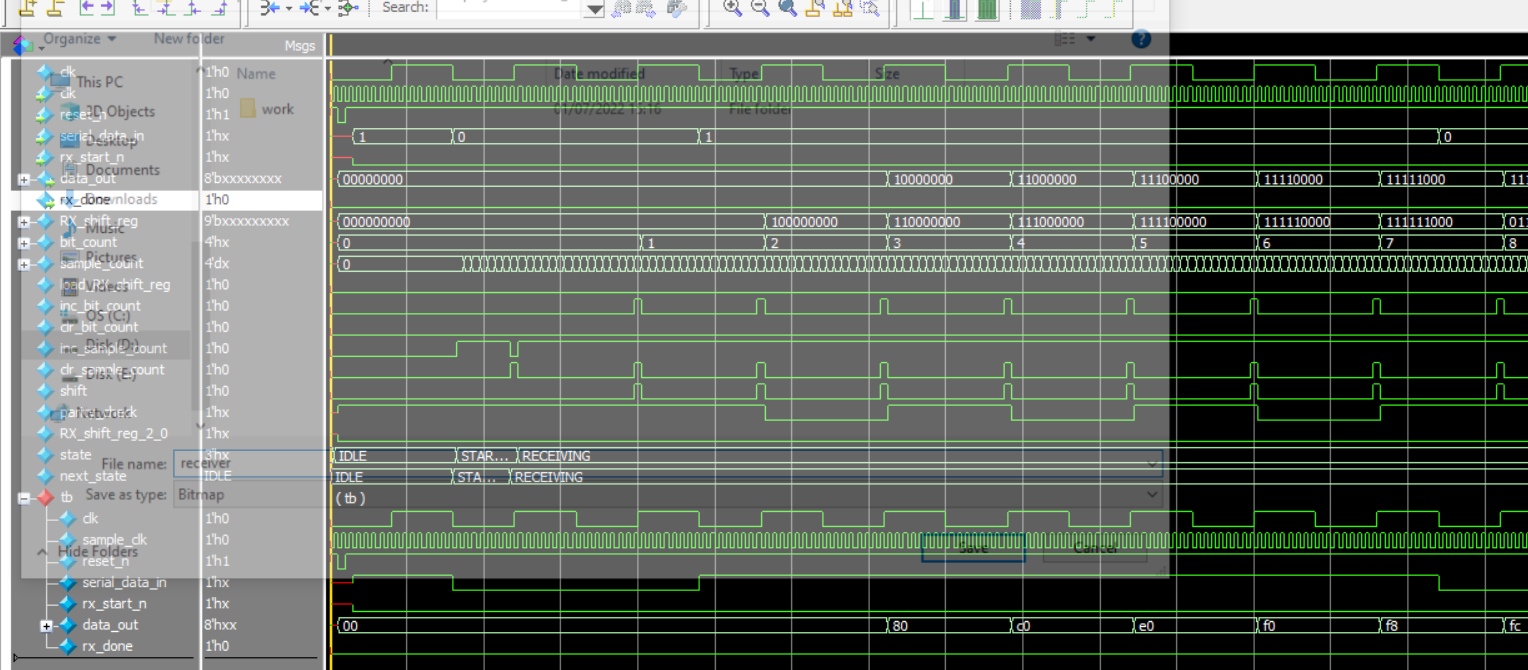 Search:
Organize New folder Msgs
Name Date modified Type Size
This PC
3D Objects
work 01/07/2022 File folder
Desktop
Documents
Downloads
Music
Pictures
Videos
OS (C:)
Disk (D:)
Disk (E:)
Network
File name: receiver
Save as type: Bitmap
Hide Folders
Save Cancel
clk 1'h0
clk 1'h0
reset_n 1'h1
serial_data_in 1'hx 1 0 1 0
rx_start_n 1'hx
data_out 8'bxxxxxxxx 00000000 10000000 11000000 11100000 11110000 11111000 111
rx_done 1'h0
RX_shift_reg 9'bxxxxxxxxx 000000000 100000000 110000000 111000000 111100000 111110000 111111000 011
bit_count 4'hx 0 1 2 3 4 5 6 7 8
sample_count 4'dx 0
load_RX_shift_reg 1'h0
inc_bit_count 1'h0
clr_bit_count 1'h0
inc_sample_count 1'h0
clr_sample_count 1'h0
shift 1'h0
1'hx
RX_shift_reg_2_0 1'hx
state 3'hx IDLE STAR... RECEIVING
next_state IDLE IDLE STA... RECEIVING
tb ( tb )
clk 1'h0
sample_clk 1'h0
reset_n 1'h1
serial_data_in 1'hx
rx_start_n 1'hx
data_out 8'hxx 00 80 c0 e0 f0 f8 fc
rx_done 1'h0